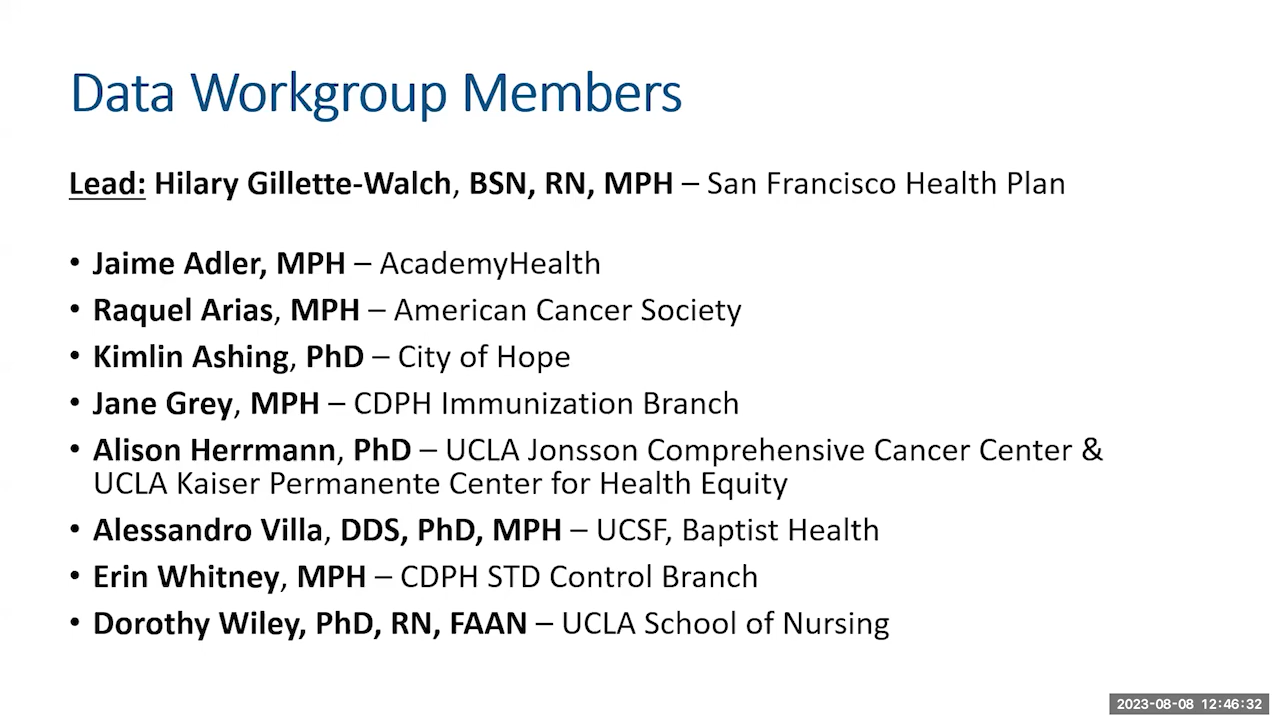 Data Workgroup Members
Lead: Hilary Gillette-Walch, BSN, RN, MPH – San Francisco Health Plan
• Jaime Adler, MPH – AcademyHealth
• Raquel Arias, MPH – American Cancer Society
• Kimlin Ashing, PhD – City of Hope
• Jane Grey, MPH – CDPH Immunization Branch
• Alison Herrmann, PhD – UCLA Jonsson Comprehensive Cancer Center &
UCLA Kaiser Permanente Center for Health Equity
• Alessandro Villa, DDS, PhD, MPH – UCSF, Baptist Health
• Erin Whitney, MPH – CDPH STD Control Branch
• Dorothy Wiley, PhD, RN, FAAN – UCLA School of Nursing
2023-08-08 12:46:32